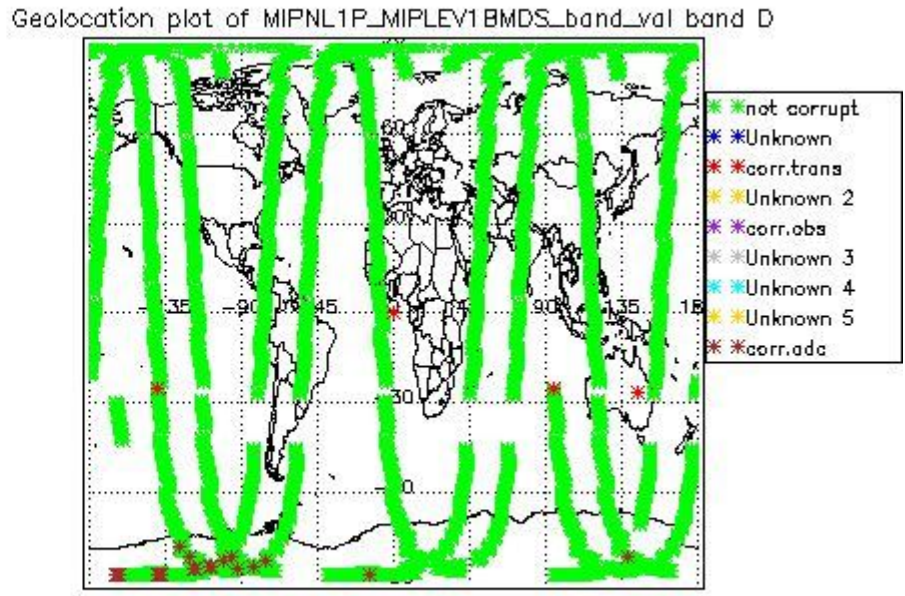 Geolocation plot of MIPNL1P_MIPLEV1BMDS_band_val band D
not corrupt
Unknown
corr.trans
Unknown 2
corr.obs
Unknown 3
Unknown 4
Unknown 5
corr.adc
-135 -90 -45 90 135 18
-30